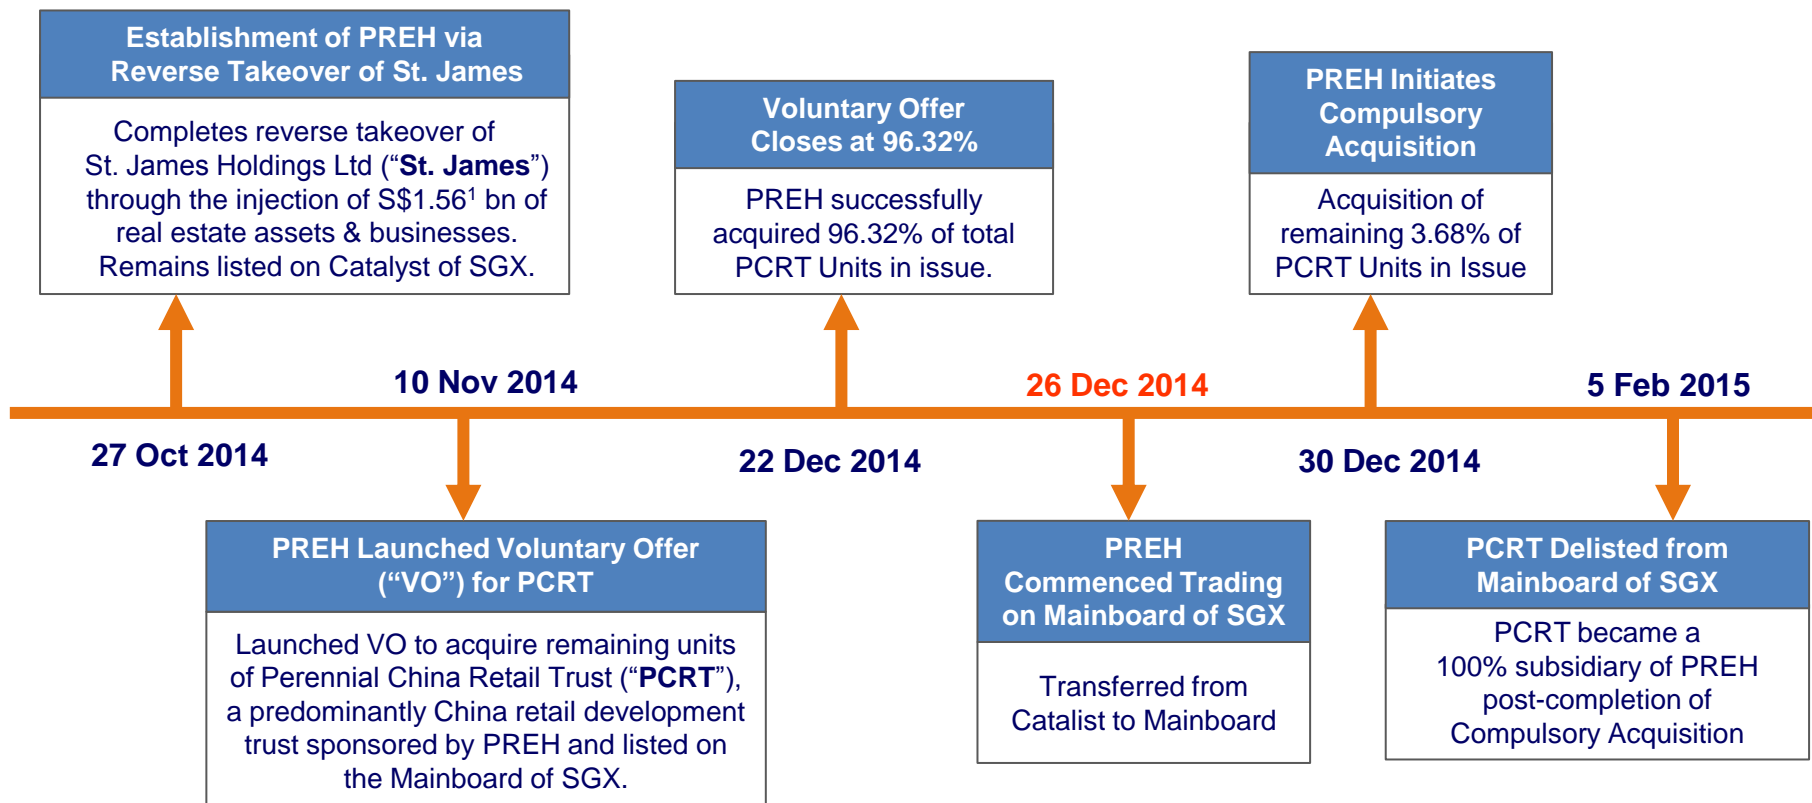 Establishment of PREH via
Reverse Takeover of St. James
Completes reverse takeover of
St. James Holdings Ltd (“St. James”)
through the injection of S$1.56¹ bn of
real estate assets & businesses.
Remains listed on Catalyst of SGX.
27 Oct 2014
10 Nov 2014
PREH Launched Voluntary Offer
(“VO”) for PCRT
Launched VO to acquire remaining units
of Perennial China Retail Trust (“PCRT”),
a predominantly China retail development
trust sponsored by PREH and listed on
the Mainboard of SGX.
Voluntary Offer
Closes at 96.32%
PREH successfully
acquired 96.32% of total
PCRT Units in issue.
22 Dec 2014
26 Dec 2014
PREH
Commenced Trading
on Mainboard of SGX
Transferred from
Catalist to Mainboard
PREH Initiates
Compulsory
Acquisition
Acquisition of
remaining 3.68% of
PCRT Units in Issue
30 Dec 2014
5 Feb 2015
PCRT Delisted from
Mainboard of SGX
PCRT became a
100% subsidiary of PREH
post-completion of
Compulsory Acquisition